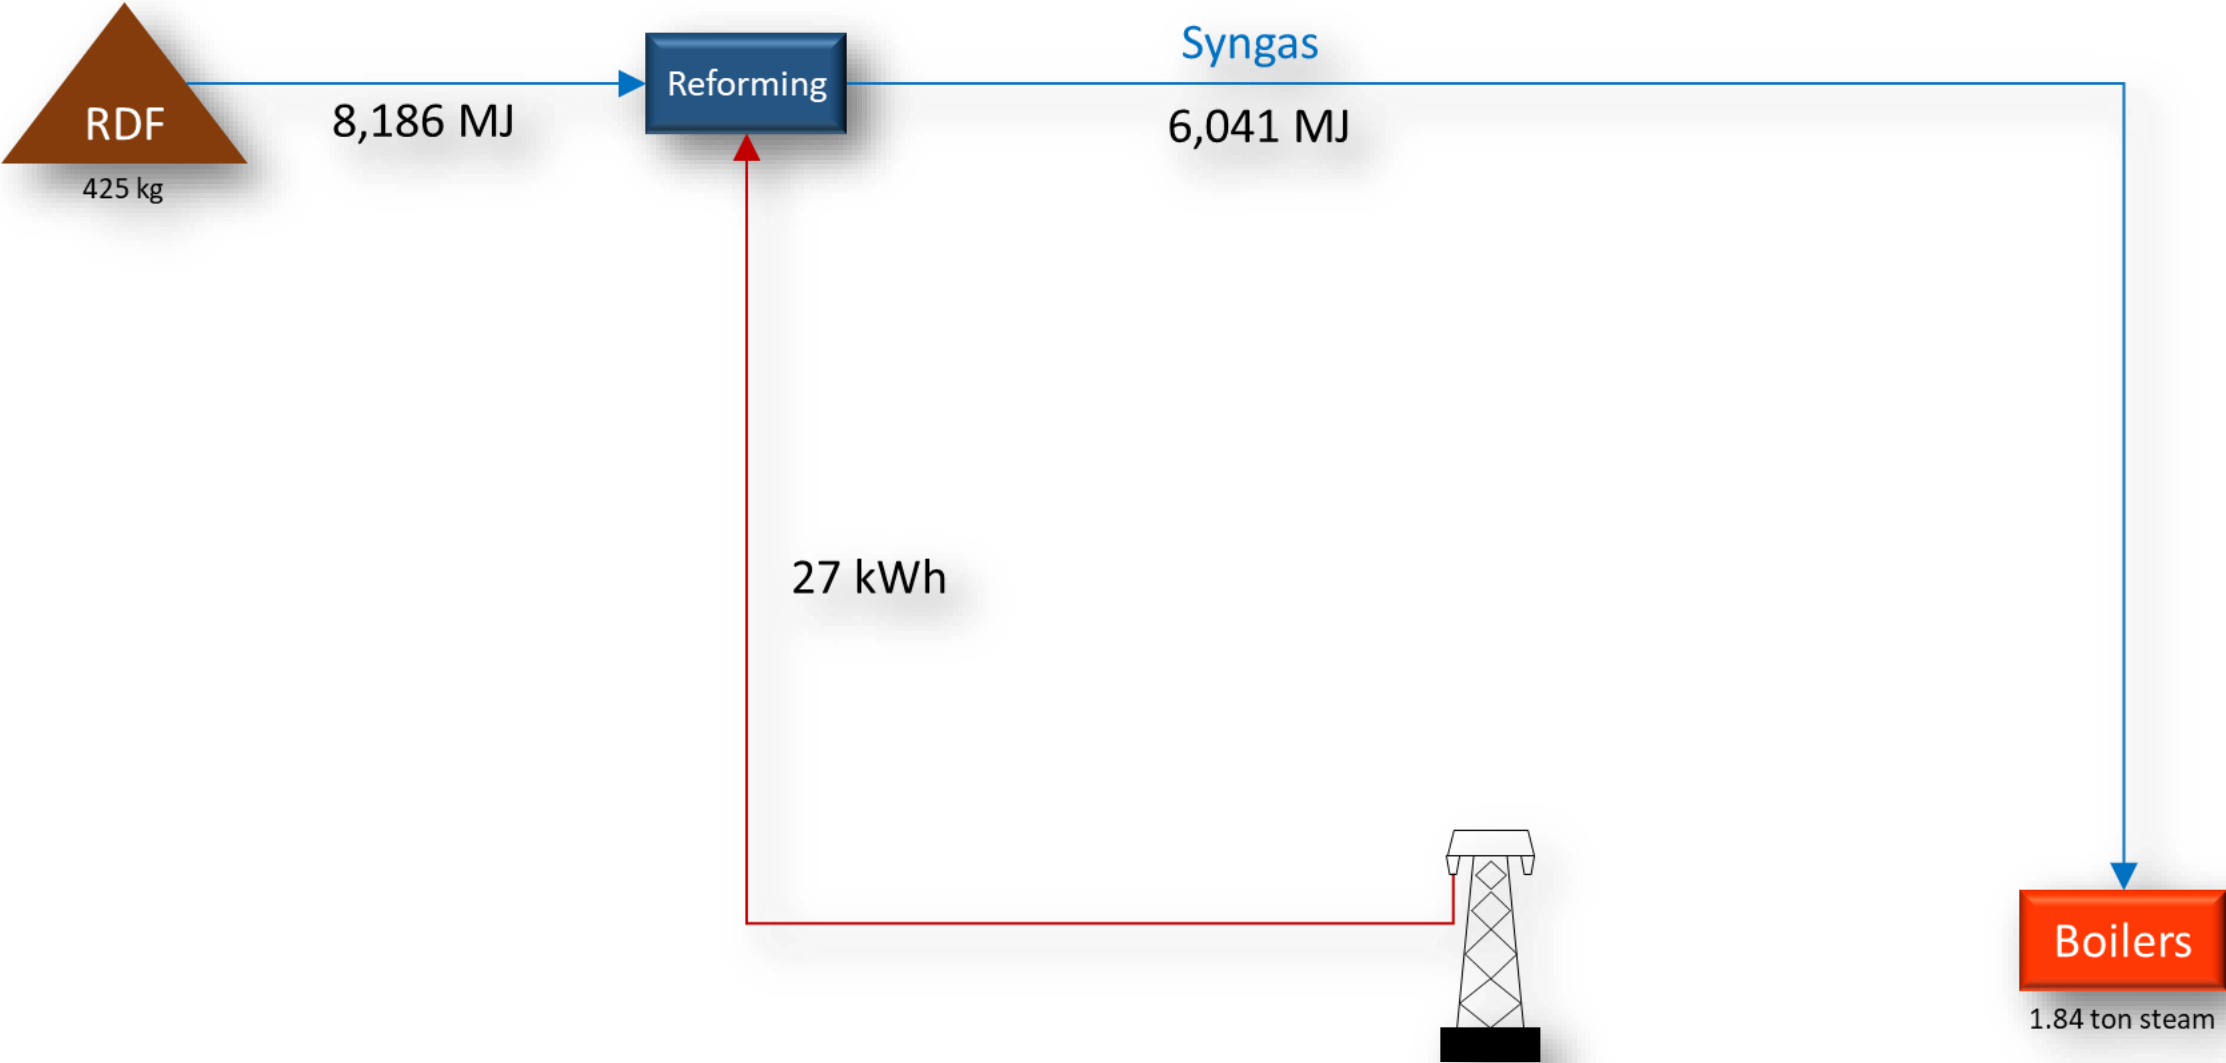 Syngas
RDF
8,186 MJ
Reforming
6,041 MJ
425 kg
27 kWh
Boilers
1.84 ton steam